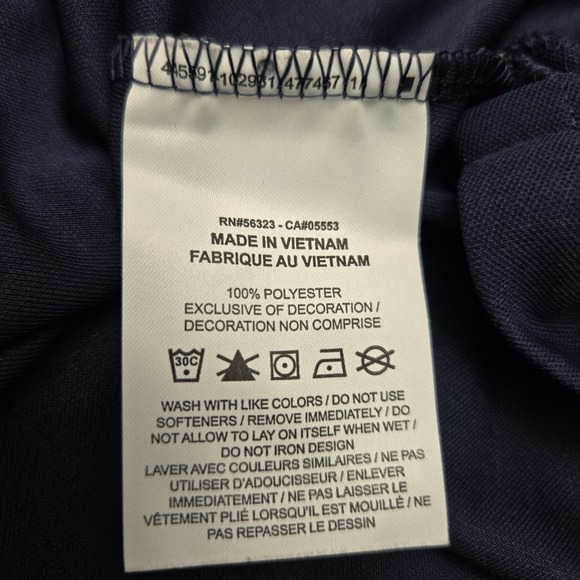 RN#56323 - CA#05553
MADE IN VIETNAM
FABRIQUE AU VIETNAM
100% POLYESTER
EXCLUSIVE OF DECORATION /
DECORATION NON COMPRISE
30C
WASH WITH LIKE COLORS / DO NOT USE
SOFTENERS / REMOVE IMMEDIATELY / DO
NOT ALLOW TO LAY ON ITSELF WHEN WET /
DO NOT IRON DESIGN
LAVER AVEC COULEURS SIMILAIRES / NE PAS
UTILISER D'ADOUCISSEUR / ENLEVER
IMMEDIATEMENT / NE PAS LAISSER LE
VÊTEMENT PLIÉ LORSQU'IL EST MOUILLÉ / NE
PAS REPASSER LE DESSIN